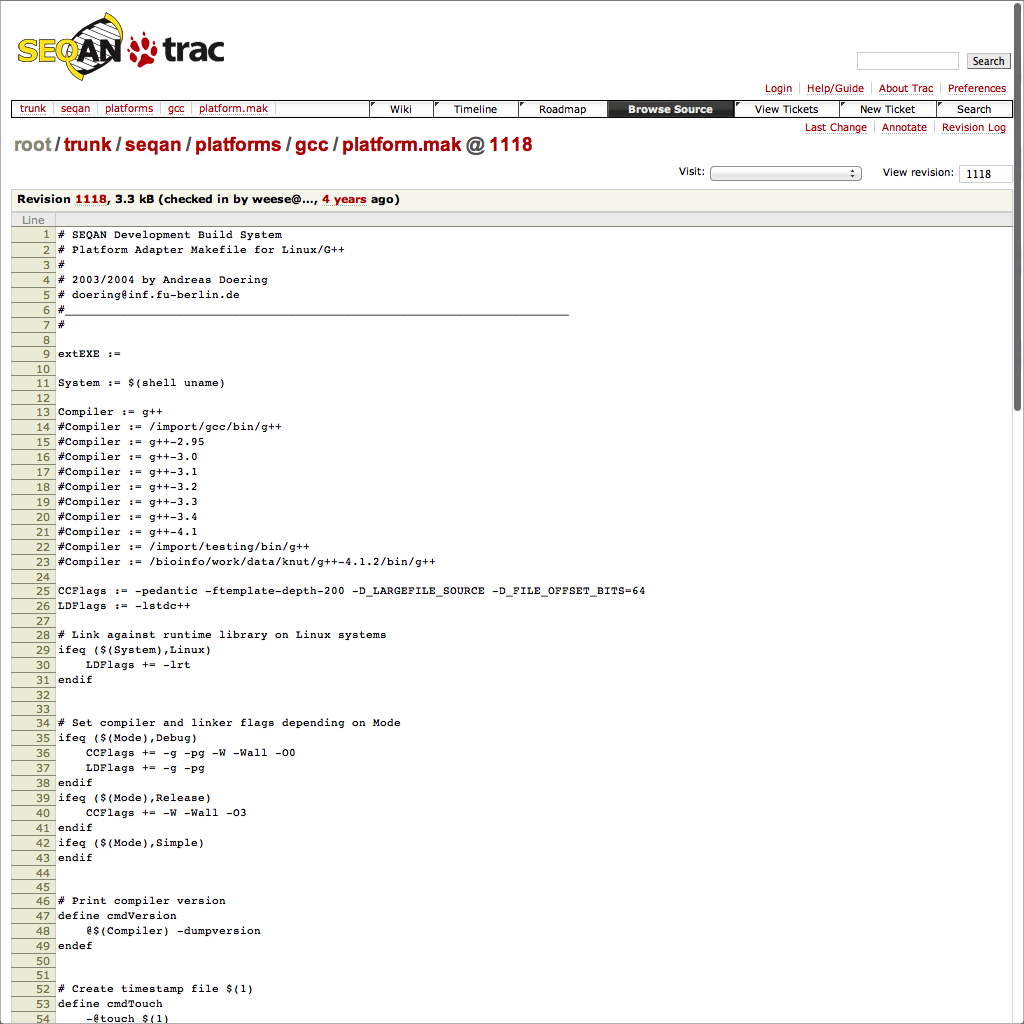 SEQAN trac
Search
Login Help/Guide About Trac Preferences
trunk seqan platforms gcc platform.mak Wiki Timeline Roadmap Browse Source View Tickets New Ticket Search
Last Change Annotate Revision Log
root / trunk / seqan / platforms / gcc / platform.mak @ 1118
Visit: View revision: 1118
Revision 1118, 3.3 kB (checked in by weese@..., 4 years ago)
Line
1 # SEQAN Development Build System
2 # Platform Adapter Makefile for Linux/G++
3 #
4 # 2003/2004 by Andreas Doering
5 # doering@inf.fu-berlin.de
6 #________________________________________________________________________
7 #
8
9 extEXE :=
10
11 System := $(shell uname)
12
13 Compiler := g++
14 #Compiler := /import/gcc/bin/g++
15 #Compiler := g++-2.95
16 #Compiler := g++-3.0
17 #Compiler := g++-3.1
18 #Compiler := g++-3.2
19 #Compiler := g++-3.3
20 #Compiler := g++-3.4
21 #Compiler := g++-4.1
22 #Compiler := /import/testing/bin/g++
23 #Compiler := /bioinfo/work/data/knut/g++-4.1.2/bin/g++
24
25 CCFlags := -pedantic -ftemplate-depth-200 -D_LARGEFILE_SOURCE -D_FILE_OFFSET_BITS=64
26 LDFlags := -lstdc++
27
28 # Link against runtime library on Linux systems
29 ifeq ($(System),Linux)
30 LDFlags += -lrt
31 endif
32
33
34 # Set compiler and linker flags depending on Mode
35 ifeq ($(Mode),Debug)
36 CCFlags += -g -pg -W -Wall -O0
37 LDFlags += -g -pg
38 endif
39 ifeq ($(Mode),Release)
40 CCFlags += -W -Wall -O3
41 endif
42 ifeq ($(Mode),Simple)
43 endif
44
45
46 # Print compiler version
47 define cmdVersion
48 @$(Compiler) -dumpversion
49 endef
50
51
52 # Create timestamp file $(1)
53 define cmdTouch
54 -@touch $(1)